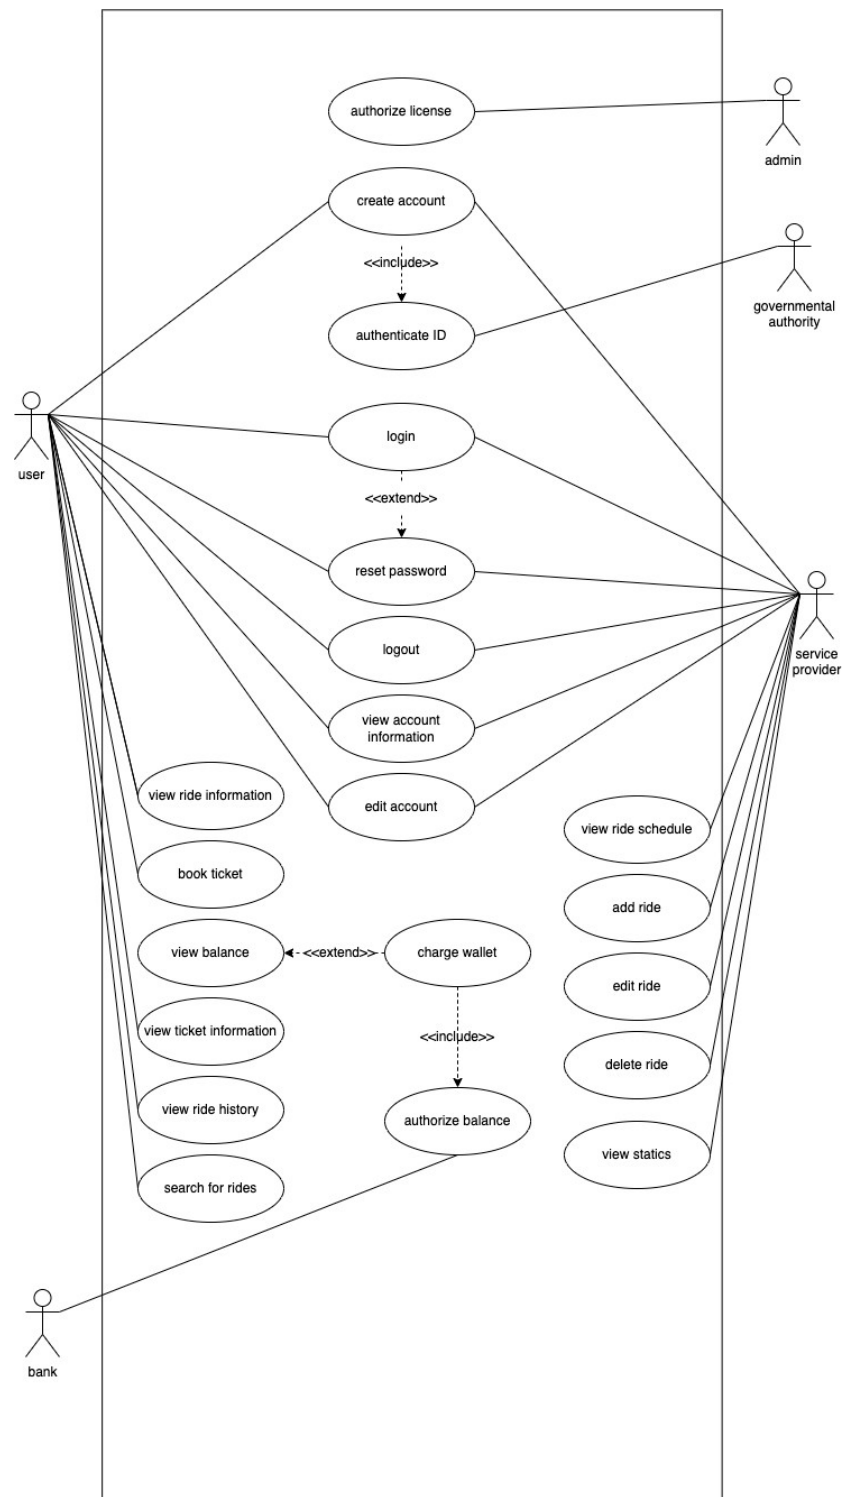 authorize license
admin
create account
<<include>>
governmental
authority
authenticate ID
login
user
<<extend>>
reset password
logout
service
provider
view account
information
view ride information
edit account
view ride schedule
book ticket
add ride
view balance
<<extend>>
charge wallet
edit ride
view ticket information
<<include>>
delete ride
view ride history
authorize balance
view statics
search for rides
bank